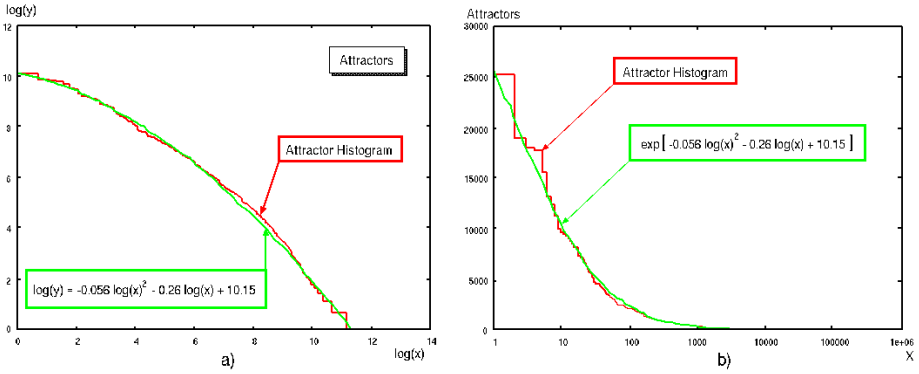 log(y)
12
10
8
6
4
2
0
0
2
4
6
8
10
12
14
log(x)
Attractors
Attractor Histogram
log(y) = -0.056 log(x)² - 0.26 log(x) + 10.15
a)
Attractors
30000
25000
20000
15000
10000
5000
0
1
10
100
1000
10000
100000
1e+06
X
Attractor Histogram
exp[ -0.056 log(x)² - 0.26 log(x) + 10.15 ]
b)